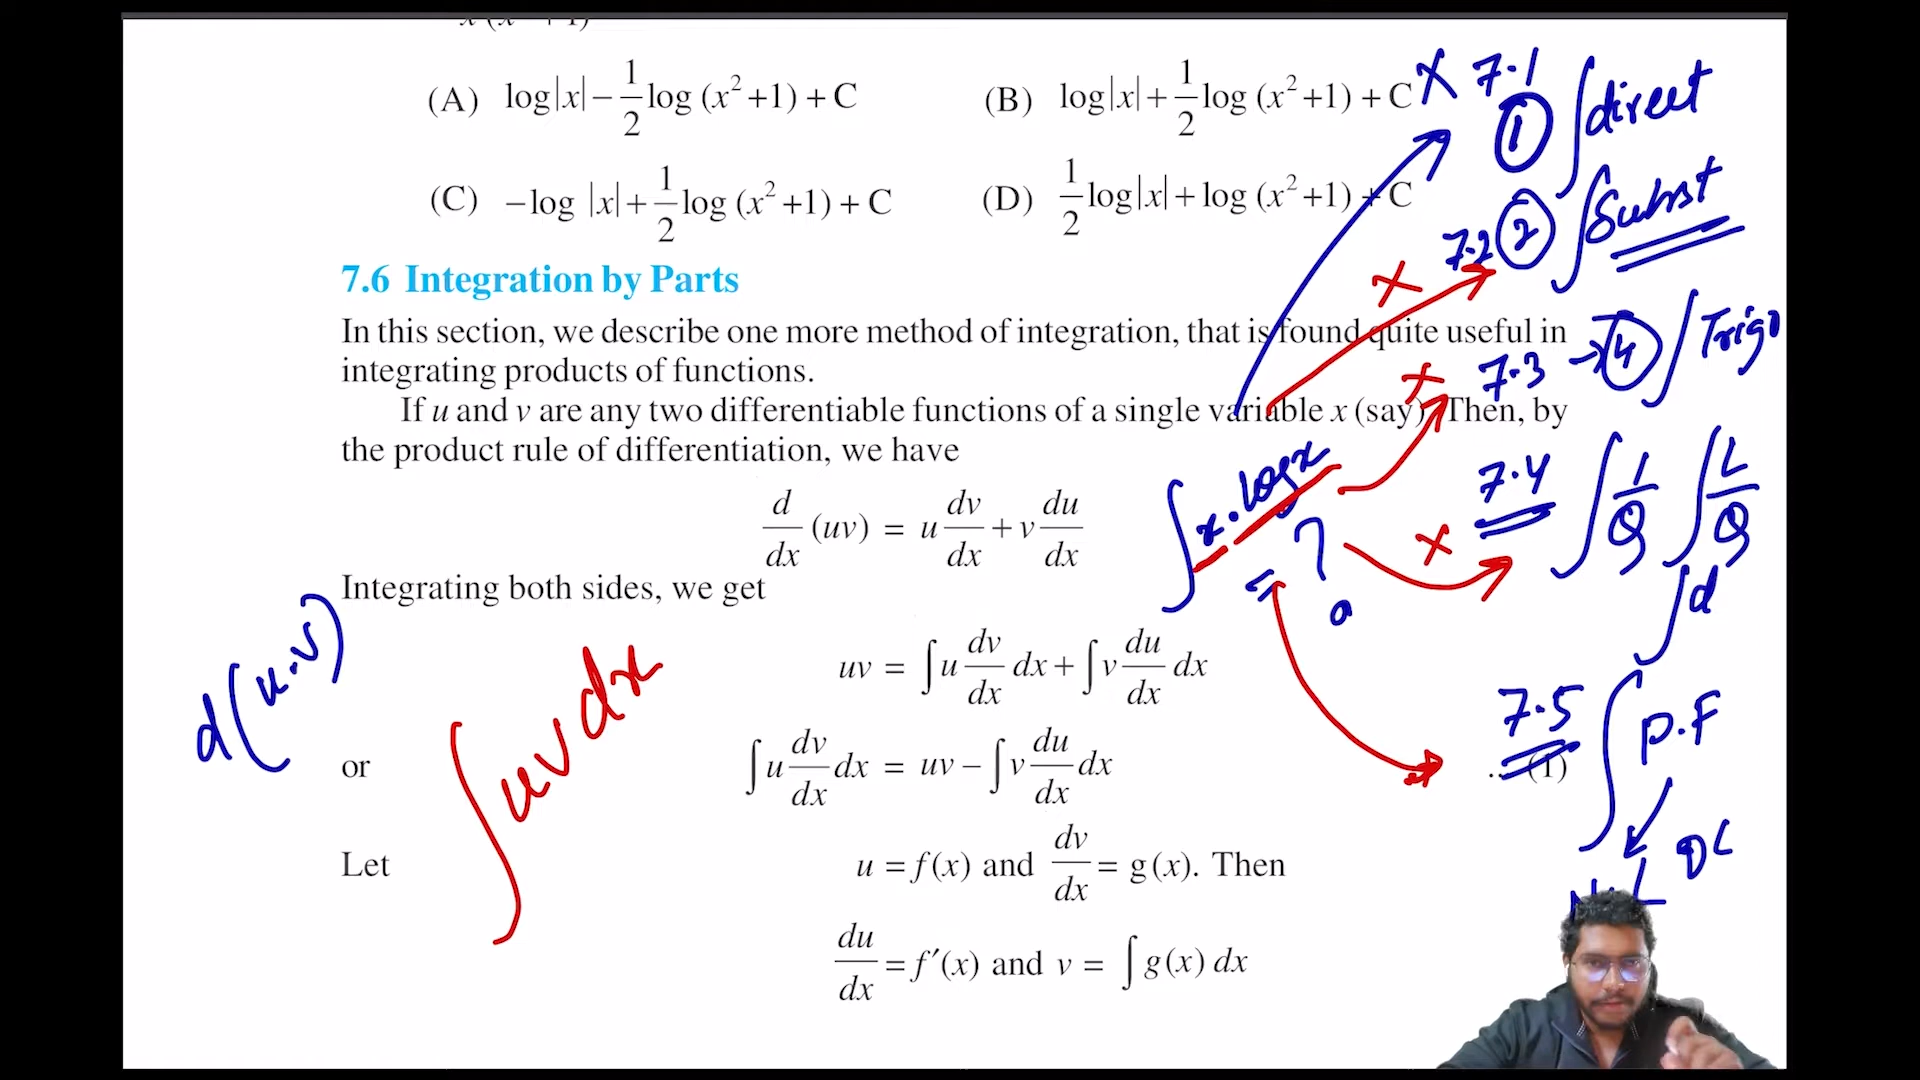 (A) log|x| − 1/2 log (x² +1) + C (B) log|x| + 1/2 log (x² +1) + C
(C) −log |x| + 1/2 log (x² +1) + C (D) 1/2 log|x| + log (x² +1) + C
7.6 Integration by Parts
In this section, we describe one more method of integration, that is found quite useful in
integrating products of functions.
If u and v are any two differentiable functions of a single variable x (say). Then, by
the product rule of differentiation, we have
d/dx (uv) = u dv/dx + v du/dx
Integrating both sides, we get
uv = ∫ u dv/dx dx + ∫ v du/dx dx
or ∫ u dv/dx dx = uv − ∫ v du/dx dx ... (1)
Let u = f(x) and dv/dx = g(x). Then
du/dx = f′(x) and v = ∫ g(x) dx
d(u·v)
∫ uv dx
∫ x·log x
= ?
7.1
① ∫ direct
7.2 ② ∫ Subst
7.3 → ④ ∫ Trigo
7.4 ∫ 1/Q ∫ L/Q
∫ d
7.5 ∫ P.F